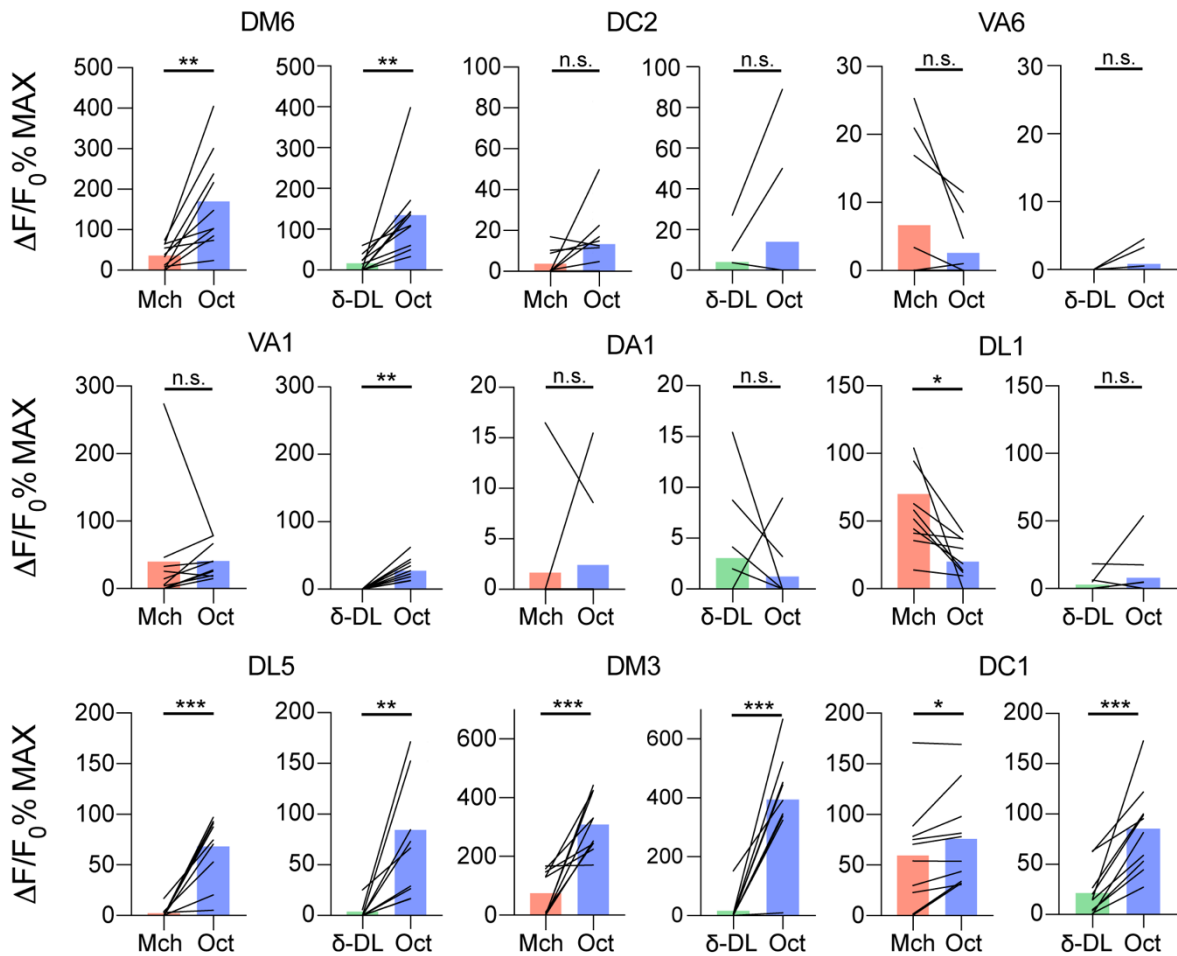 DM6 DC2 VA6
** ** n.s. n.s. n.s. n.s.
ΔF/F0% MAX
500 400 300 200 100 0
Mch Oct
500 400 300 200 100 0
δ-DL Oct
100 80 60 40 20 0
Mch Oct
100 80 60 40 20 0
δ-DL Oct
30 20 10 0
Mch Oct
30 20 10 0
δ-DL Oct
VA1 DA1 DL1
n.s. ** n.s. n.s. * n.s.
ΔF/F0% MAX
300 200 100 0
Mch Oct
300 200 100 0
δ-DL Oct
20 15 10 5 0
Mch Oct
20 15 10 5 0
δ-DL Oct
150 100 50 0
Mch Oct
150 100 50 0
δ-DL Oct
DL5 DM3 DC1
*** ** *** *** * ***
ΔF/F0% MAX
200 150 100 50 0
Mch Oct
200 150 100 50 0
δ-DL Oct
600 400 200 0
Mch Oct
600 400 200 0
δ-DL Oct
200 150 100 50 0
Mch Oct
200 150 100 50 0
δ-DL Oct